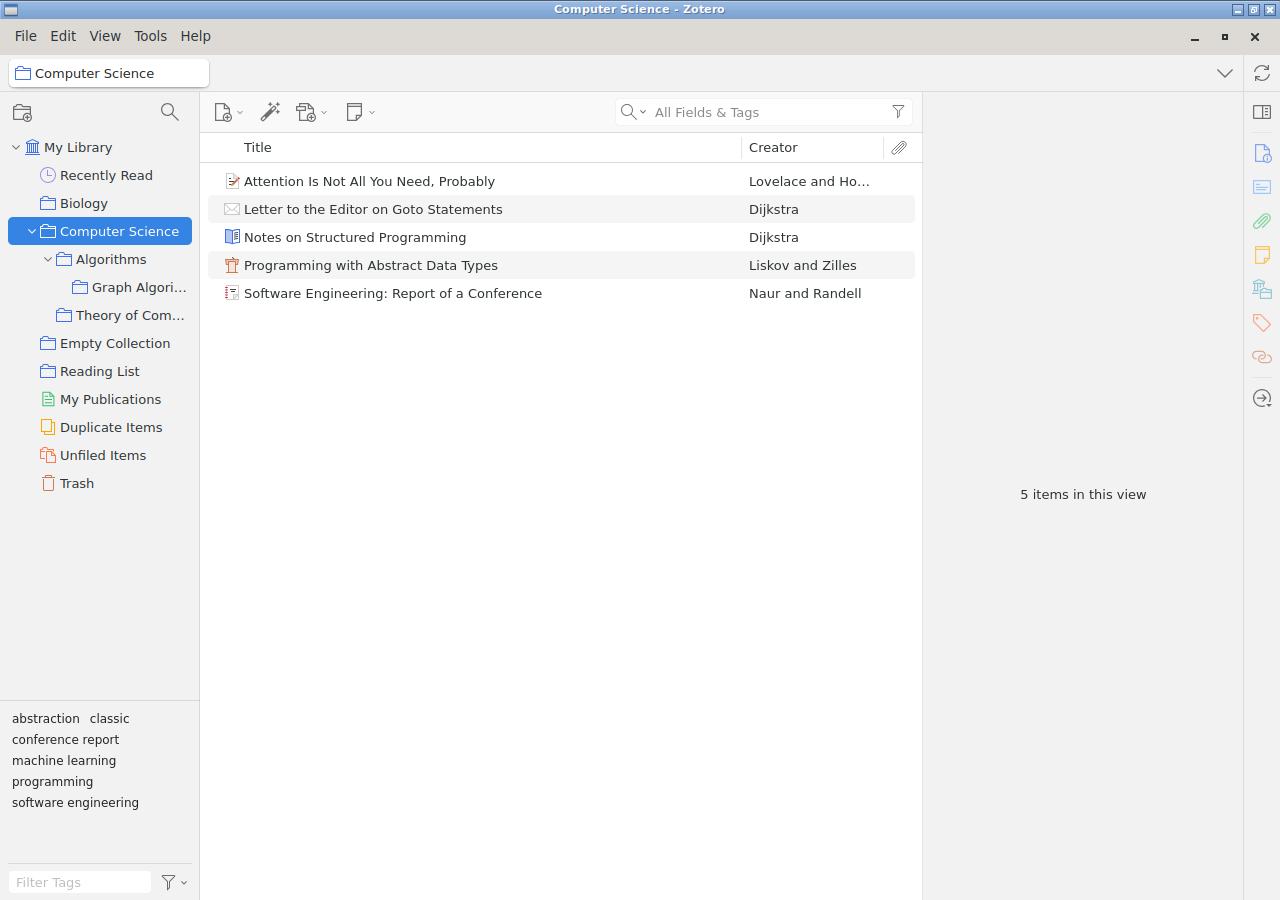 Computer Science - Zotero
File Edit View Tools Help
Computer Science
All Fields & Tags
My Library
Recently Read
Biology
Computer Science
Algorithms
Graph Algori...
Theory of Com...
Empty Collection
Reading List
My Publications
Duplicate Items
Unfiled Items
Trash
Title Creator
Attention Is Not All You Need, Probably Lovelace and Ho...
Letter to the Editor on Goto Statements Dijkstra
Notes on Structured Programming Dijkstra
Programming with Abstract Data Types Liskov and Zilles
Software Engineering: Report of a Conference Naur and Randell
5 items in this view
abstraction classic
conference report
machine learning
programming
software engineering
Filter Tags